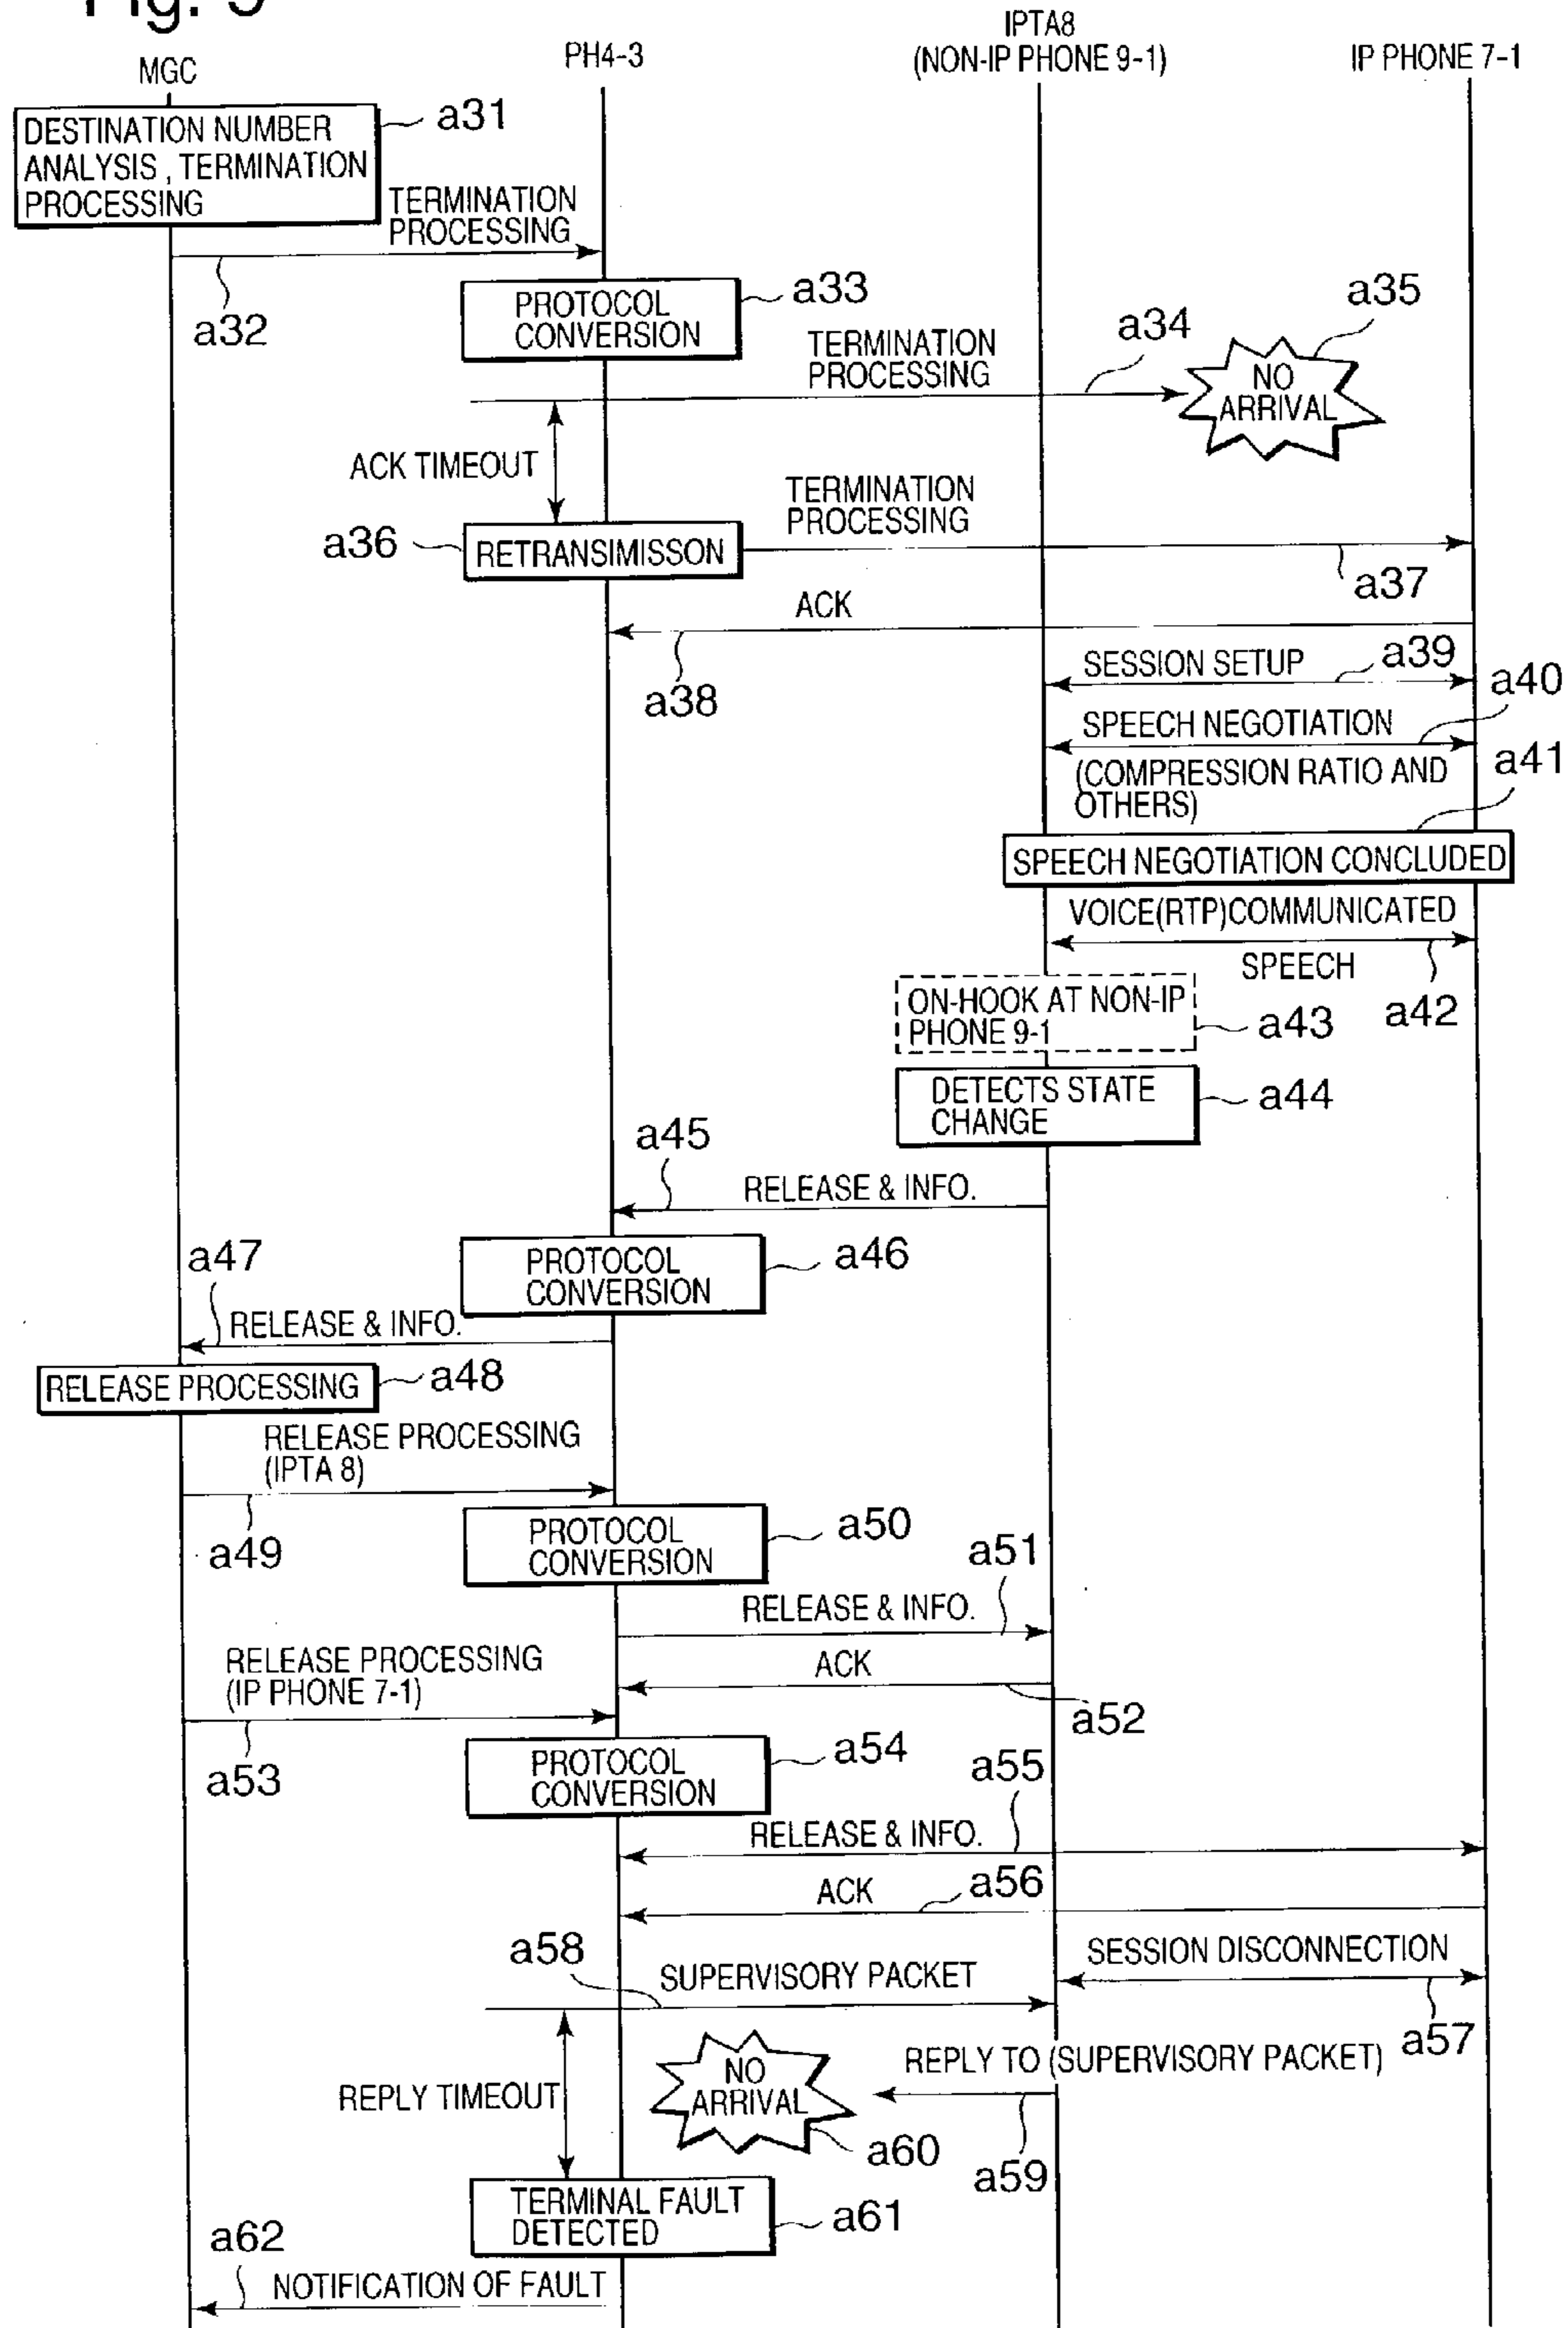 Fig. 5
MGC
PH4-3
IPTA8
(NON-IP PHONE 9-1)
IP PHONE 7-1
DESTINATION NUMBER
ANALYSIS , TERMINATION
PROCESSING
a31
TERMINATION
PROCESSING
a32
PROTOCOL
CONVERSION
a33
TERMINATION
PROCESSING
a34
a35
NO
ARRIVAL
ACK TIMEOUT
TERMINATION
PROCESSING
a36
RETRANSIMISSON
a37
ACK
a38
SESSION SETUP
a39
a40
SPEECH NEGOTIATION
(COMPRESSION RATIO AND
OTHERS)
a41
SPEECH NEGOTIATION CONCLUDED
VOICE(RTP)COMMUNICATED
SPEECH
a42
ON-HOOK AT NON-IP
PHONE 9-1
a43
DETECTS STATE
CHANGE
a44
a45
RELEASE & INFO.
PROTOCOL
CONVERSION
a46
a47
RELEASE & INFO.
RELEASE PROCESSING
a48
RELEASE PROCESSING
(IPTA 8)
a49
PROTOCOL
CONVERSION
a50
a51
RELEASE & INFO.
RELEASE PROCESSING
(IP PHONE 7-1)
ACK
a52
a53
PROTOCOL
CONVERSION
a54
a55
RELEASE & INFO.
ACK
a56
a58
SUPERVISORY PACKET
SESSION DISCONNECTION
a57
REPLY TIMEOUT
NO
ARRIVAL
a60
REPLY TO (SUPERVISORY PACKET)
a59
TERMINAL FAULT
DETECTED
a61
a62
NOTIFICATION OF FAULT